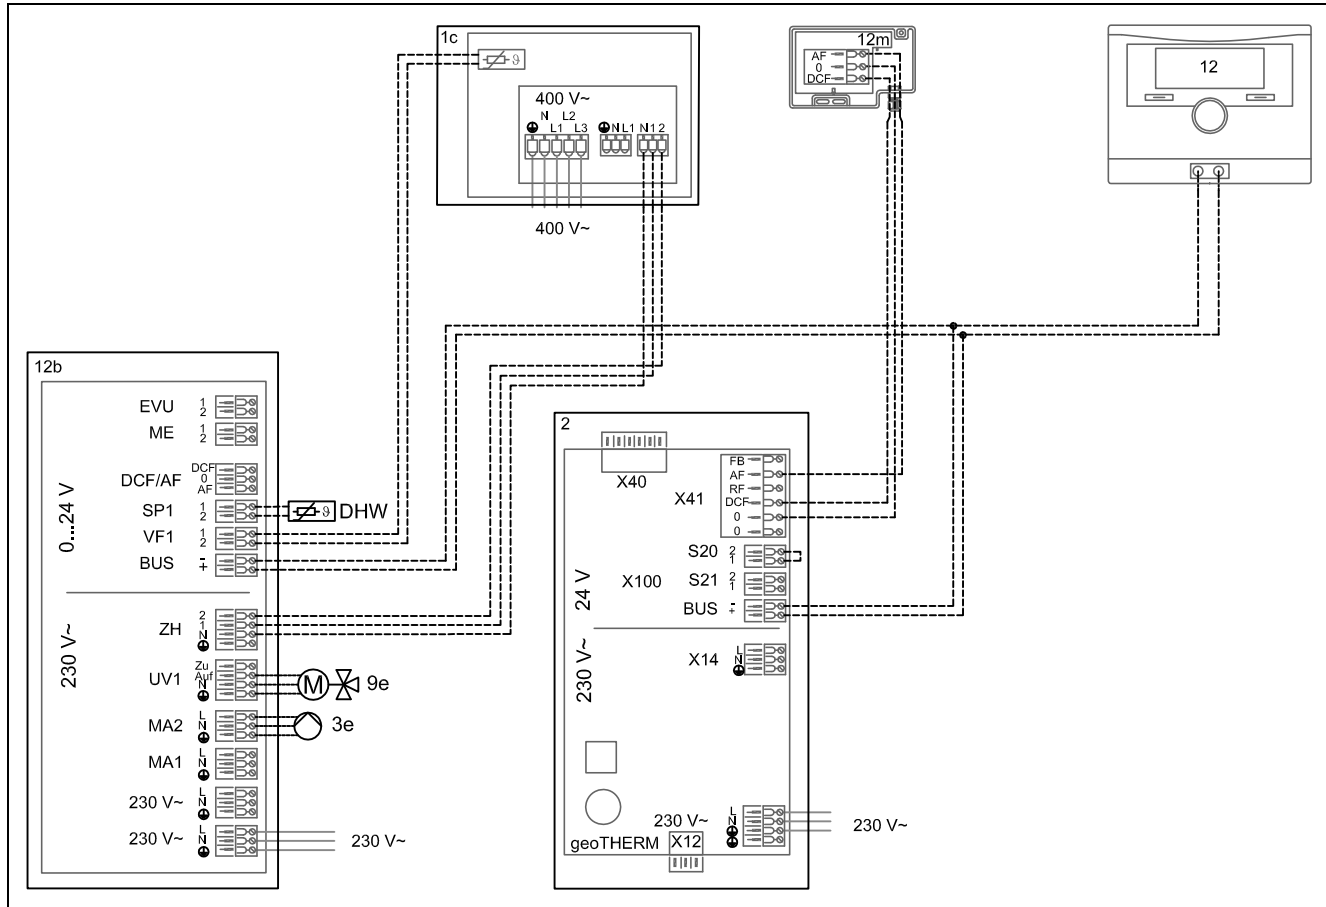 1c
ϑ
400 V~
N L2
L1 L3
N L1 N 1 2
400 V~
12m
AF
0
DCF
12
12b
0...24 V
EVU 1 2
ME 1 2
DCF/AF DCF 0 AF
SP1 1 2
ϑ DHW
VF1 1 2
BUS - +
230 V~
ZH 2 1 N
UV1 Zu Auf N
M 9e
MA2 L N
3e
MA1 L N
230 V~ L N
230 V~ L N
230 V~
2
X40
X41
FB
AF
RF
DCF
0
0
24 V
X100
S20 2 1
S21 2 1
BUS - +
230 V~
X14 L N
230 V~ L N
230 V~
geoTHERM X12